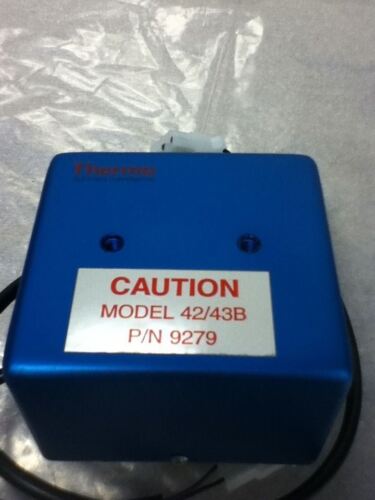 Thermo
CAUTION
MODEL 42/43B
P/N 9279